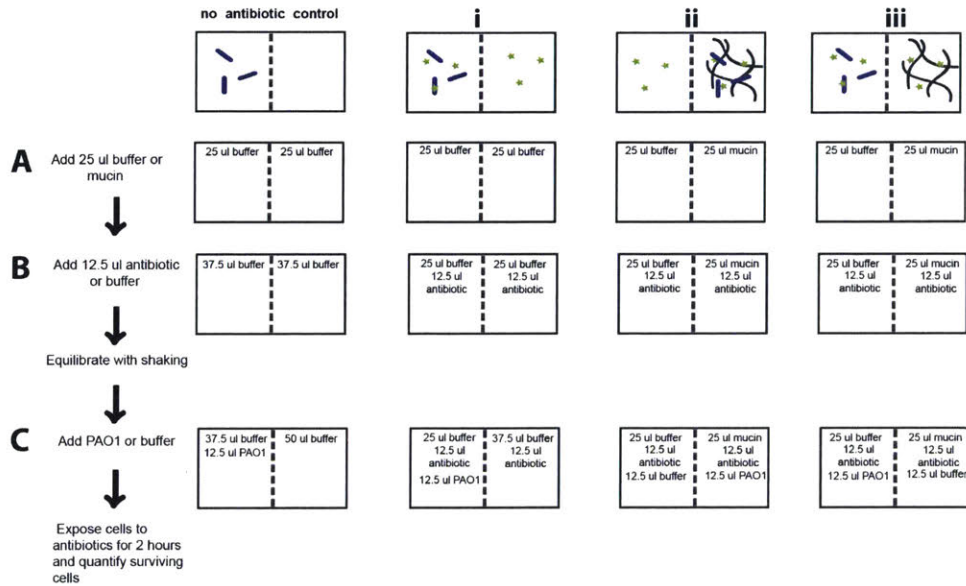 no antibiotic control
i
ii
iii
A
Add 25 ul buffer or
mucin
25 ul buffer
25 ul buffer
25 ul buffer
25 ul buffer
25 ul buffer
25 ul mucin
25 ul buffer
25 ul mucin
B
Add 12.5 ul antibiotic
or buffer
37.5 ul buffer
37.5 ul buffer
25 ul buffer
12.5 ul
antibiotic
25 ul buffer
12.5 ul
antibiotic
25 ul buffer
12.5 ul
antibiotic
25 ul mucin
12.5 ul
antibiotic
25 ul buffer
12.5 ul
antibiotic
25 ul mucin
12.5 ul
antibiotic
Equilibrate with shaking
C
Add PAO1 or buffer
37.5 ul buffer
12.5 ul PAO1
50 ul buffer
25 ul buffer
12.5 ul
antibiotic
12.5 ul PAO1
37.5 ul buffer
12.5 ul
antibiotic
25 ul buffer
12.5 ul
antibiotic
12.5 ul buffer
25 ul mucin
12.5 ul
antibiotic
12.5 ul PAO1
25 ul buffer
12.5 ul
antibiotic
12.5 ul PAO1
25 ul mucin
12.5 ul
antibiotic
12.5 ul buffer
Expose cells to
antibiotics for 2 hours
and quantify surviving
cells